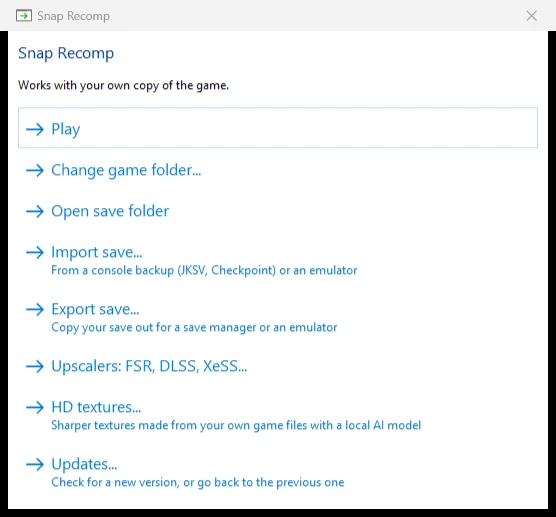 Snap Recomp
Snap Recomp
Works with your own copy of the game.
Play
Change game folder...
Open save folder
Import save...
From a console backup (JKSV, Checkpoint) or an emulator
Export save...
Copy your save out for a save manager or an emulator
Upscalers: FSR, DLSS, XeSS...
HD textures...
Sharper textures made from your own game files with a local AI model
Updates...
Check for a new version, or go back to the previous one